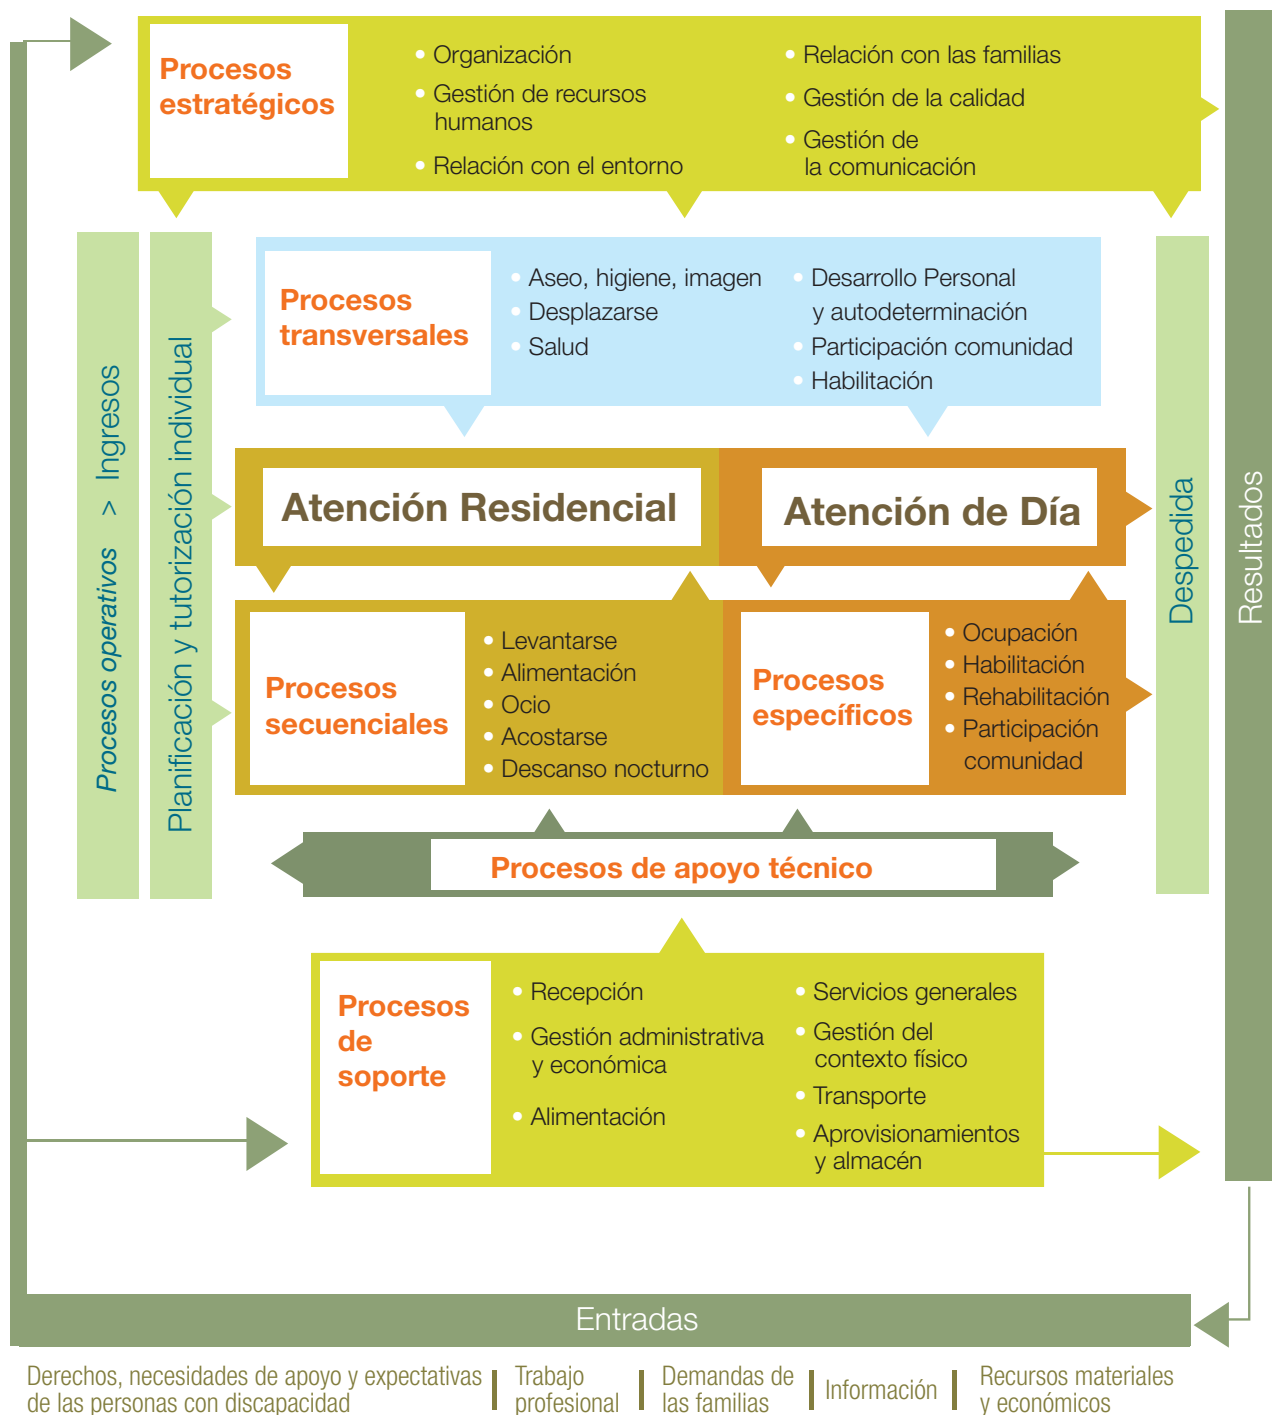 Procesos
estratégicos
• Organización
• Gestión de recursos
humanos
• Relación con el entorno
• Relación con las familias
• Gestión de la calidad
• Gestión de
la comunicación
Procesos operativos > Ingresos
Planificación y tutorización individual
Procesos
transversales
• Aseo, higiene, imagen
• Desplazarse
• Salud
• Desarrollo Personal
y autodeterminación
• Participación comunidad
• Habilitación
Atención Residencial
Atención de Día
Procesos
secuenciales
• Levantarse
• Alimentación
• Ocio
• Acostarse
• Descanso nocturno
Procesos
específicos
• Ocupación
• Habilitación
• Rehabilitación
• Participación
comunidad
Despedida
Resultados
Procesos de apoyo técnico
Procesos
de
soporte
• Recepción
• Gestión administrativa
y económica
• Alimentación
• Servicios generales
• Gestión del
contexto físico
• Transporte
• Aprovisionamientos
y almacén
Entradas
Derechos, necesidades de apoyo y expectativas
de las personas con discapacidad
Trabajo
profesional
Demandas de
las familias
Información
Recursos materiales
y económicos